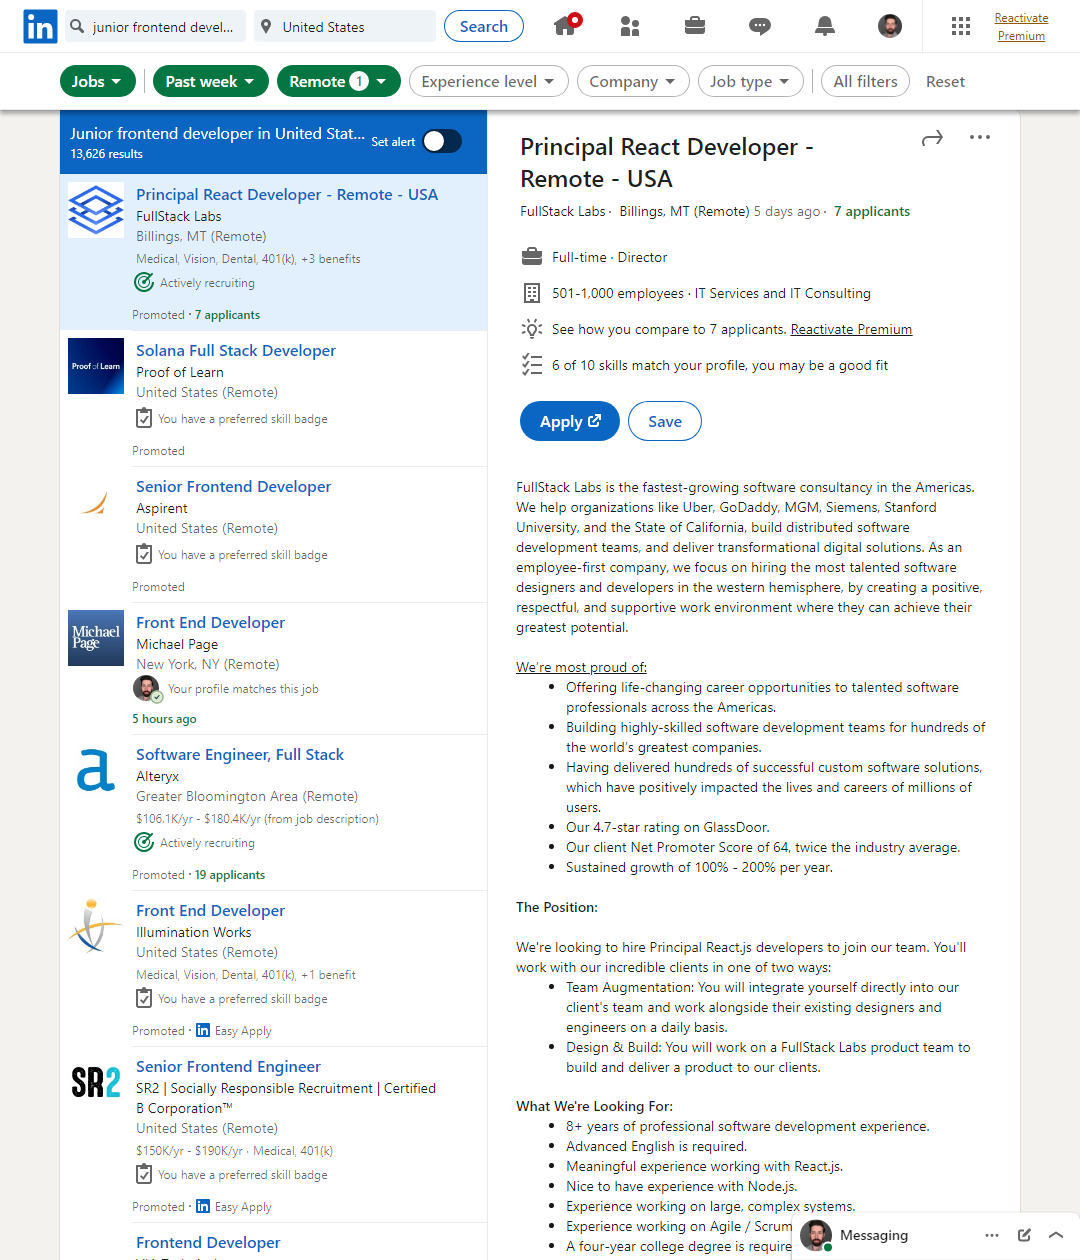 in
junior frontend devel...
United States
Search
Reactivate
Premium
Jobs
Past week
Remote 1
Experience level
Company
Job type
All filters
Reset
Junior frontend developer in United Stat...
13,626 results
Set alert
Principal React Developer - Remote - USA
FullStack Labs
Billings, MT (Remote)
Medical, Vision, Dental, 401(k), +3 benefits
Actively recruiting
Promoted · 7 applicants
Proof of Learn
Solana Full Stack Developer
Proof of Learn
United States (Remote)
You have a preferred skill badge
Promoted
Senior Frontend Developer
Aspirent
United States (Remote)
You have a preferred skill badge
Promoted
Michael
Page
Front End Developer
Michael Page
New York, NY (Remote)
Your profile matches this job
5 hours ago
a
Software Engineer, Full Stack
Alteryx
Greater Bloomington Area (Remote)
$106.1K/yr - $180.4K/yr (from job description)
Actively recruiting
Promoted · 19 applicants
Front End Developer
Illumination Works
United States (Remote)
Medical, Vision, Dental, 401(k), +1 benefit
You have a preferred skill badge
Promoted · in Easy Apply
SR2
Senior Frontend Engineer
SR2 | Socially Responsible Recruitment | Certified
B Corporation™
United States (Remote)
$150K/yr - $190K/yr · Medical, 401(k)
You have a preferred skill badge
Promoted · in Easy Apply
Frontend Developer
Principal React Developer -
Remote - USA
FullStack Labs · Billings, MT (Remote) 5 days ago · 7 applicants
Full-time · Director
501-1,000 employees · IT Services and IT Consulting
See how you compare to 7 applicants. Reactivate Premium
6 of 10 skills match your profile, you may be a good fit
Apply
Save
FullStack Labs is the fastest-growing software consultancy in the Americas.
We help organizations like Uber, GoDaddy, MGM, Siemens, Stanford
University, and the State of California, build distributed software
development teams, and deliver transformational digital solutions. As an
employee-first company, we focus on hiring the most talented software
designers and developers in the western hemisphere, by creating a positive,
respectful, and supportive work environment where they can achieve their
greatest potential.
We're most proud of:
• Offering life-changing career opportunities to talented software
professionals across the Americas.
• Building highly-skilled software development teams for hundreds of
the world's greatest companies.
• Having delivered hundreds of successful custom software solutions,
which have positively impacted the lives and careers of millions of
users.
• Our 4.7-star rating on GlassDoor.
• Our client Net Promoter Score of 64, twice the industry average.
• Sustained growth of 100% - 200% per year.
The Position:
We're looking to hire Principal React.js developers to join our team. You'll
work with our incredible clients in one of two ways:
• Team Augmentation: You will integrate yourself directly into our
client's team and work alongside their existing designers and
engineers on a daily basis.
• Design & Build: You will work on a FullStack Labs product team to
build and deliver a product to our clients.
What We're Looking For:
• 8+ years of professional software development experience.
• Advanced English is required.
• Meaningful experience working with React.js.
• Nice to have experience with Node.js.
• Experience working on large, complex systems.
• Experience working on Agile / Scrum
• A four-year college degree is require
Messaging